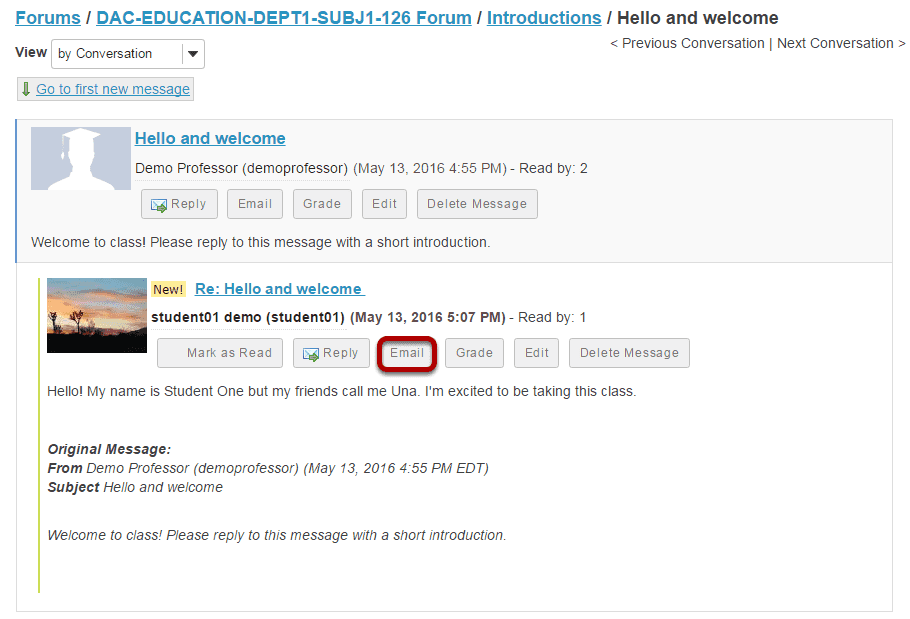 Forums / DAC-EDUCATION-DEPT1-SUBJ1-126 Forum / Introductions / Hello and welcome
View by Conversation
< Previous Conversation | Next Conversation >
Go to first new message
Hello and welcome
Demo Professor (demoprofessor) (May 13, 2016 4:55 PM) - Read by: 2
Reply Email Grade Edit Delete Message
Welcome to class! Please reply to this message with a short introduction.
New! Re: Hello and welcome
student01 demo (student01) (May 13, 2016 5:07 PM) - Read by: 1
Mark as Read Reply Email Grade Edit Delete Message
Hello! My name is Student One but my friends call me Una. I'm excited to be taking this class.
Original Message:
From Demo Professor (demoprofessor) (May 13, 2016 4:55 PM EDT)
Subject Hello and welcome
Welcome to class! Please reply to this message with a short introduction.